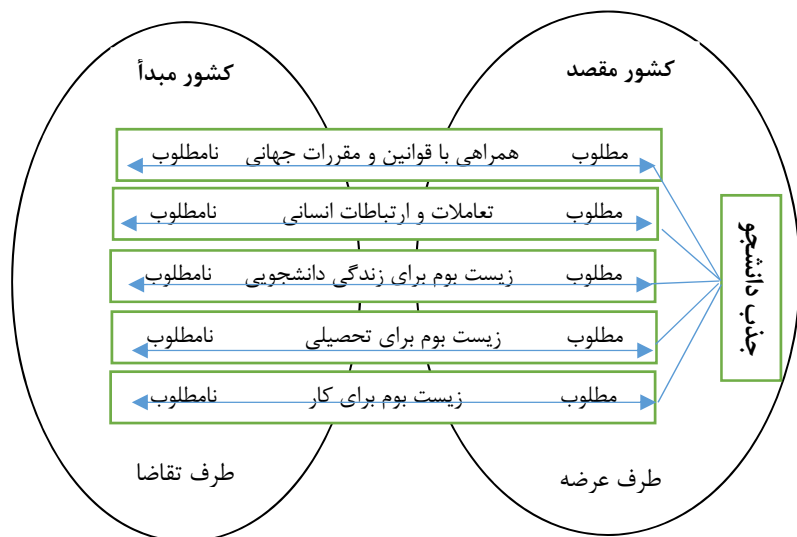 کشور مقصد
کشور مبدأ
مطلوب همراهی با قوانین و مقررات جهانی نامطلوب
مطلوب تعاملات و ارتباطات انسانی نامطلوب
مطلوب زیست بوم برای زندگی دانشجویی نامطلوب
مطلوب زیست بوم برای تحصیلی نامطلوب
مطلوب زیست بوم برای کار نامطلوب
جذب دانشجو
طرف عرضه
طرف تقاضا